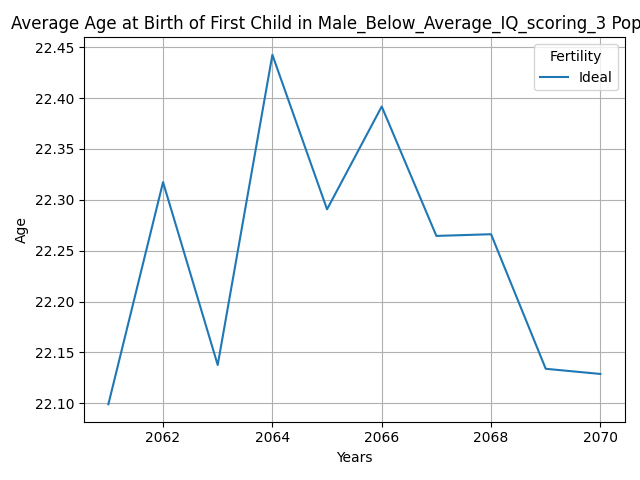 Average Age at Birth of First Child in Male_Below_Average_IQ_scoring_3 Pop
22.45
22.40
22.35
22.30
22.25
22.20
22.15
22.10
Age
Fertility
Ideal
2062 2064 2066 2068 2070
Years